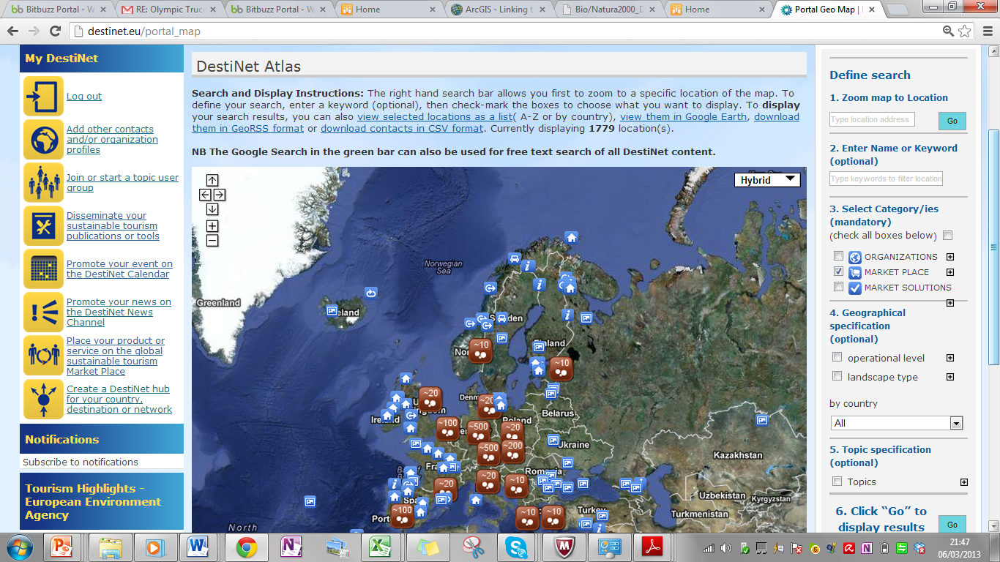 Bitbuzz Portal - W
RE: Olympic Truc
Bitbuzz Portal - W
Home
ArcGIS - Linking t
Bio/Natura2000_D
Home
Portal Geo Map |
destinet.eu/portal_map
My DestiNet
Log out
Add other contacts
and/or organization
profiles
Join or start a topic user
group
Disseminate your
sustainable tourism
publications or tools
Promote your event on
the DestiNet Calendar
Promote your news on
the DestiNet News
Channel
Place your product or
service on the global
sustainable tourism
Market Place
Create a DestiNet hub
for your country,
destination or network
Notifications
Subscribe to notifications
Tourism Highlights -
European Environment
Agency
DestiNet Atlas
Search and Display Instructions: The right hand search bar allows you first to zoom to a specific location of the map. To
define your search, enter a keyword (optional), then check-mark the boxes to choose what you want to display. To display
your search results, you can also view selected locations as a list( A-Z or by country), view them in Google Earth, download
them in GeoRSS format or download contacts in CSV format. Currently displaying 1779 location(s).
NB The Google Search in the green bar can also be used for free text search of all DestiNet content.
Hybrid
Norwegian
Sea
Greenland
eland
S den
Finland
No
~10
~10
~20
Denm
~20
U
ngdom
Irel
Belarus
~100
~500
~20
Poland
~500
~200
Ukraine
Kazakhstan
Fra
~20
~20
~10
Romania
Spa
Port
~100
~10
~10
Turkey
Uzbekistan
Kyrgyzstan
Turkmenistan
North
Define search
1. Zoom map to Location
Type location address
Go
2. Enter Name or Keyword
(optional)
Type keywords to filter location
3. Select Category/ies
(mandatory)
(check all boxes below)
ORGANIZATIONS
MARKET PLACE
MARKET SOLUTIONS
4. Geographical
specification
(optional)
operational level
landscape type
by country
All
5. Topic specification
(optional)
Topics
6. Click “Go” to
display results
Go
21:47
06/03/2013